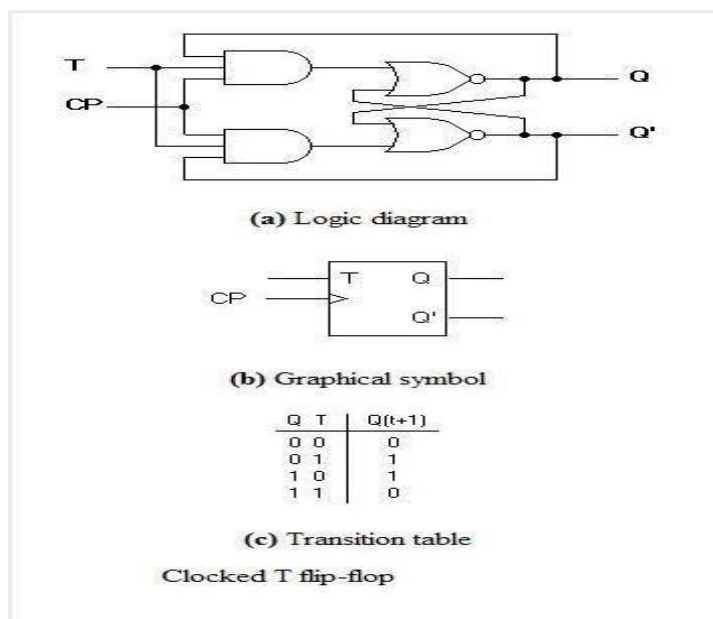 T
Q
CP
Q'
(a) Logic diagram
T Q
CP
Q'
(b) Graphical symbol
Q T Q(t+1)
0 0 0
0 1 1
1 0 1
1 1 0
(c) Transition table
Clocked T flip-flop